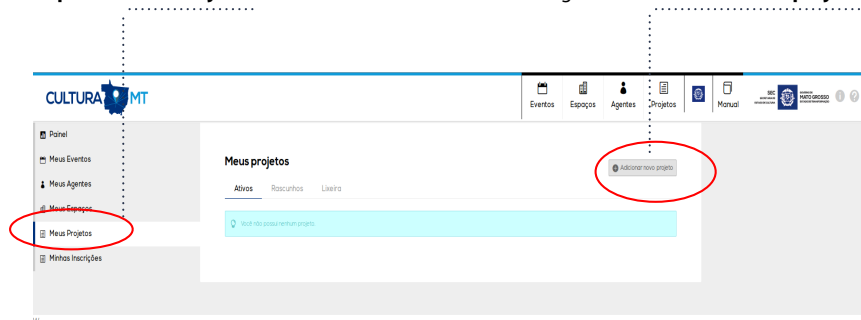 CULTURA MT
Eventos Espaços Agentes Projetos Manual
SEC
MATO GROSSO
Painel
Meus Eventos
Meus Agentes
Meus Espaços
Meus Projetos
Minhas Inscrições
Meus projetos
Adicionar novo projeto
Ativos Rascunhos Lixeira
Você não possui nenhum projeto.